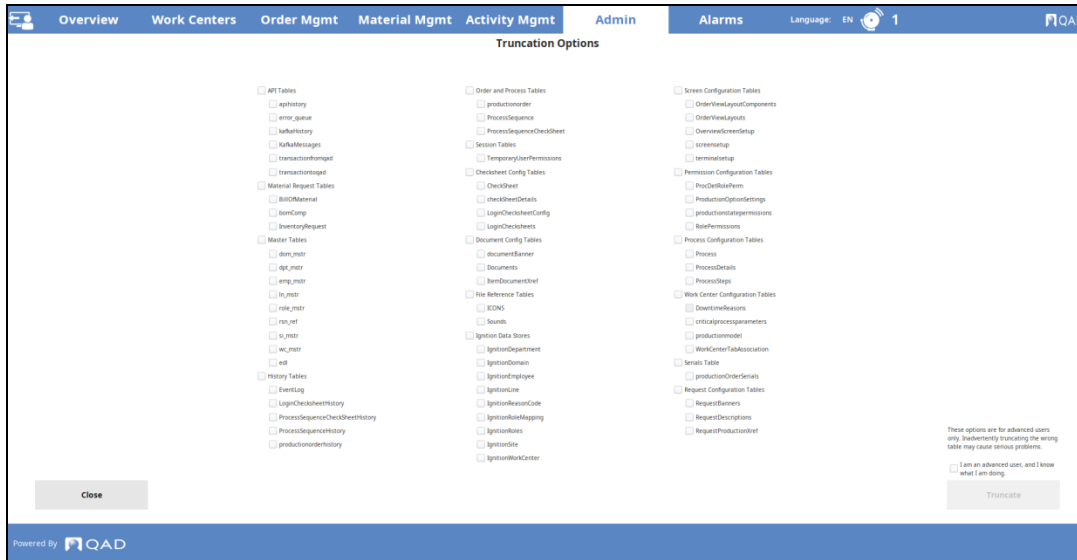 Overview Work Centers Order Mgmt Material Mgmt Activity Mgmt Admin Alarms Language: EN 1 QA
Truncation Options
API Tables
apihistory
error_queue
kafkaHistory
KafkaMessages
transactionfromqad
transactiontoqad
Material Request Tables
BillOfMaterial
bomComp
InventoryRequest
Master Tables
dom_mstr
dpt_mstr
emp_mstr
ln_mstr
role_mstr
rsn_ref
si_mstr
wc_mstr
edl
History Tables
EventLog
LoginChecksheetHistory
ProcessSequenceCheckSheetHistory
ProcessSequenceHistory
productionorderhistory
Order and Process Tables
productionorder
ProcessSequence
ProcessSequenceCheckSheet
Session Tables
TemporaryUserPermissions
Checksheet Config Tables
CheckSheet
checkSheetDetails
LoginChecksheetConfig
LoginChecksheets
Document Config Tables
documentBanner
Documents
ItemDocumentXref
File Reference Tables
ICONS
Sounds
Ignition Data Stores
IgnitionDepartment
IgnitionDomain
IgnitionEmployee
IgnitionLine
IgnitionReasonCode
IgnitionRoleMapping
IgnitionRoles
IgnitionSite
IgnitionWorkCenter
Screen Configuration Tables
OrderViewLayoutComponents
OrderViewLayouts
OverviewScreenSetup
screensetup
terminalsetup
Permission Configuration Tables
ProcDetRolePerm
ProductionOptionSettings
productionstatepermissions
RolePermissions
Process Configuration Tables
Process
ProcessDetails
ProcessSteps
Work Center Configuration Tables
DowntimeReasons
criticalprocessparameters
productionmodel
WorkCenterTabAssociation
Serials Table
productionOrderSerials
Request Configuration Tables
RequestBanners
RequestDescriptions
RequestProductionXref
These options are for advanced users
only. Inadvertently truncating the wrong
table may cause serious problems.
I am an advanced user, and I know
what I am doing.
Close
Truncate
Powered By QAD